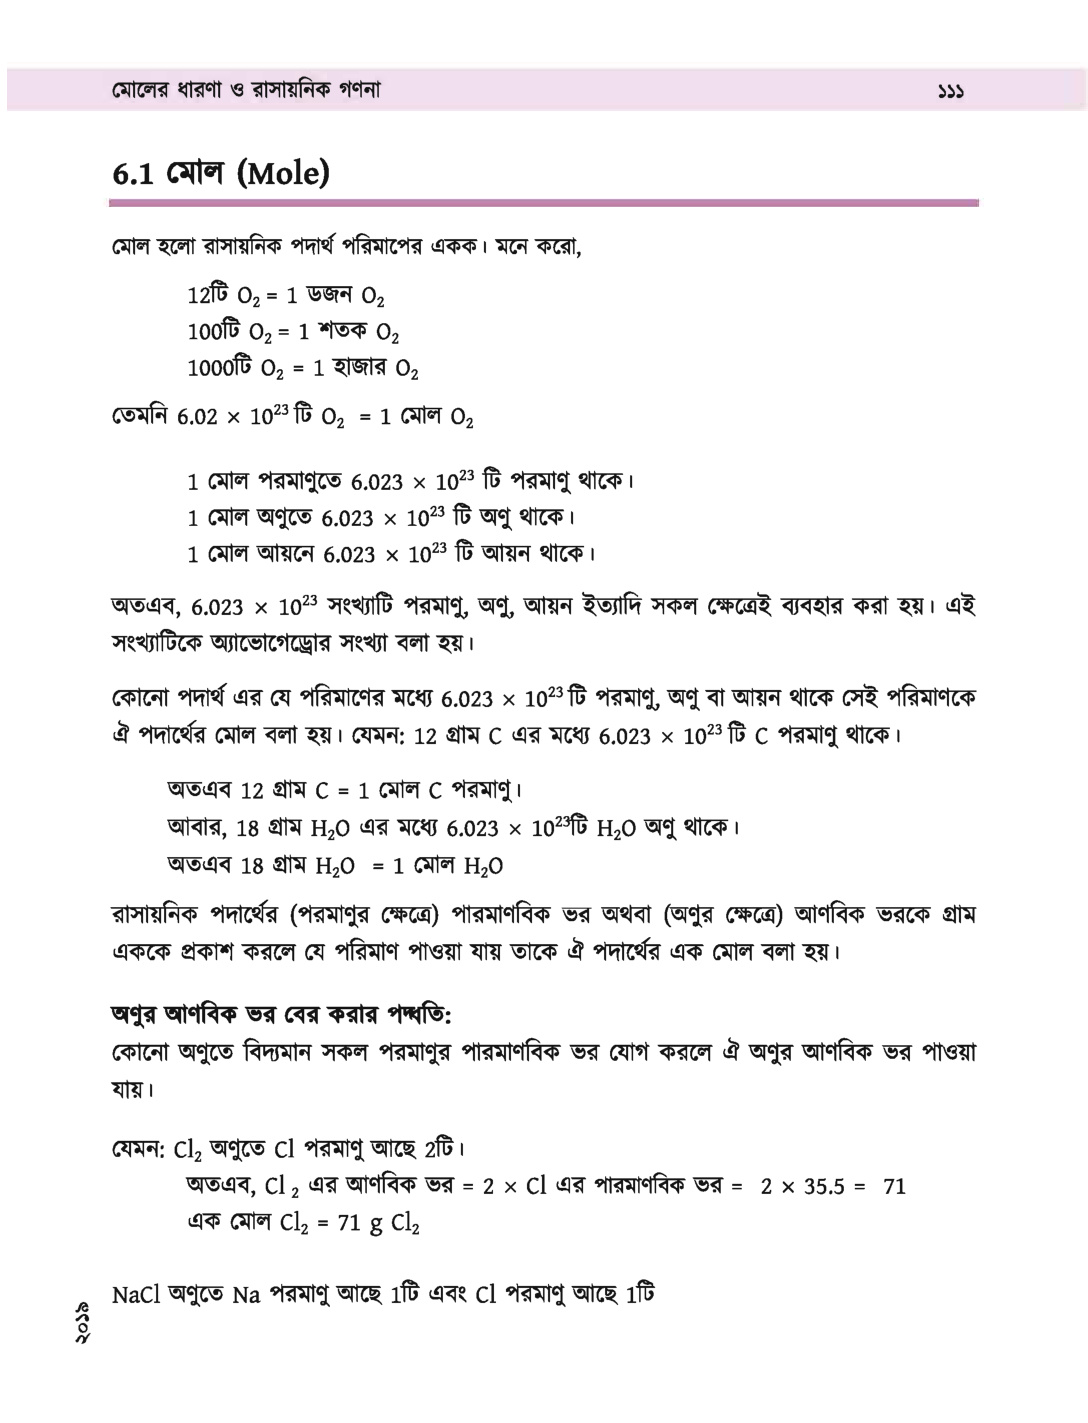 মোলের ধারণা ও রাসায়নিক গণনা ১১১
6.1 মোল (Mole)
মোল হলো রাসায়নিক পদার্থ পরিমাপের একক। মনে করো,
12টি O₂ = 1 ডজন O₂
100টি O₂ = 1 শতক O₂
1000টি O₂ = 1 হাজার O₂
তেমনি 6.02 × 10²³ টি O₂ = 1 মোল O₂
1 মোল পরমাণুতে 6.023 × 10²³ টি পরমাণু থাকে।
1 মোল অণুতে 6.023 × 10²³ টি অণু থাকে।
1 মোল আয়নে 6.023 × 10²³ টি আয়ন থাকে।
অতএব, 6.023 × 10²³ সংখ্যাটি পরমাণু, অণু, আয়ন ইত্যাদি সকল ক্ষেত্রেই ব্যবহার করা হয়। এই
সংখ্যাটিকে অ্যাভোগেড্রোর সংখ্যা বলা হয়।
কোনো পদার্থ এর যে পরিমাণের মধ্যে 6.023 × 10²³ টি পরমাণু, অণু বা আয়ন থাকে সেই পরিমাণকে
ঐ পদার্থের মোল বলা হয়। যেমন: 12 গ্রাম C এর মধ্যে 6.023 × 10²³ টি C পরমাণু থাকে।
অতএব 12 গ্রাম C = 1 মোল C পরমাণু।
আবার, 18 গ্রাম H₂O এর মধ্যে 6.023 × 10²³টি H₂O অণু থাকে।
অতএব 18 গ্রাম H₂O = 1 মোল H₂O
রাসায়নিক পদার্থের (পরমাণুর ক্ষেত্রে) পারমাণবিক ভর অথবা (অণুর ক্ষেত্রে) আণবিক ভরকে গ্রাম
এককে প্রকাশ করলে যে পরিমাণ পাওয়া যায় তাকে ঐ পদার্থের এক মোল বলা হয়।
অণুর আণবিক ভর বের করার পদ্ধতি:
কোনো অণুতে বিদ্যমান সকল পরমাণুর পারমাণবিক ভর যোগ করলে ঐ অণুর আণবিক ভর পাওয়া
যায়।
যেমন: Cl₂ অণুতে Cl পরমাণু আছে 2টি।
অতএব, Cl ₂ এর আণবিক ভর = 2 × Cl এর পারমাণবিক ভর = 2 × 35.5 = 71
এক মোল Cl₂ = 71 g Cl₂
NaCl অণুতে Na পরমাণু আছে 1টি এবং Cl পরমাণু আছে 1টি
২০১৯